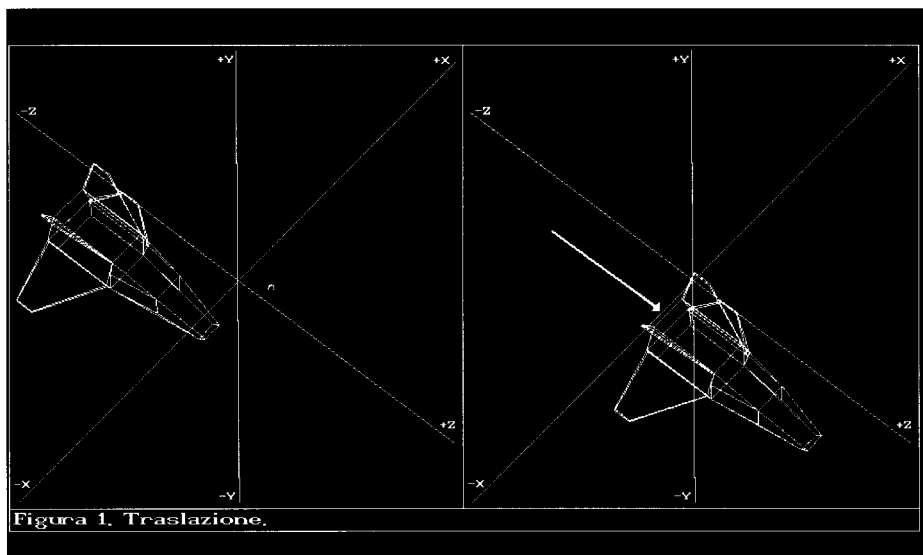 +Y +X +Y +X
-Z -Z
+Z +Z
-X -Y -X -Y
Figura 1. Traslazione.